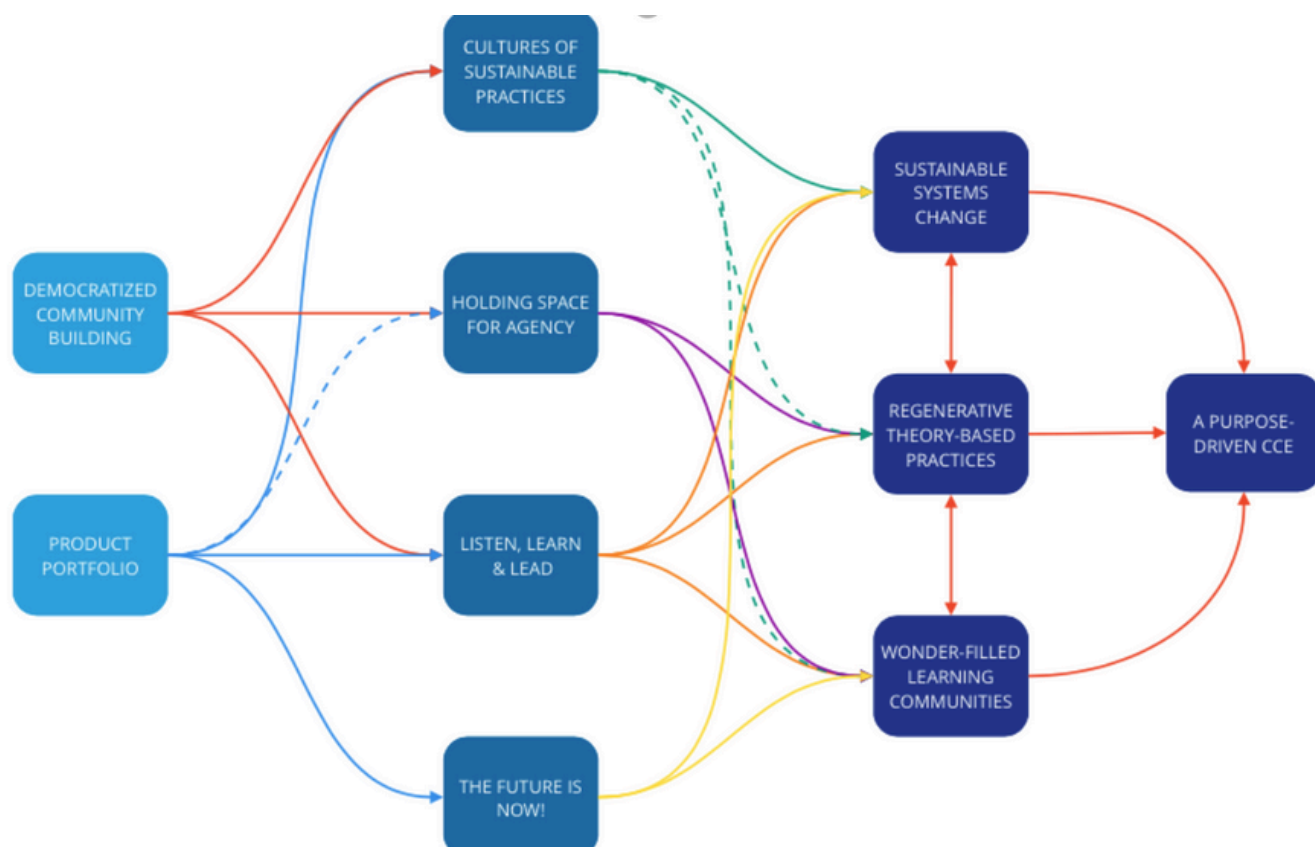 CULTURES OF
SUSTAINABLE
PRACTICES
SUSTAINABLE
SYSTEMS
CHANGE
DEMOCRATIZED
COMMUNITY
BUILDING
HOLDING SPACE
FOR AGENCY
REGENERATIVE
THEORY-BASED
PRACTICES
A PURPOSE-
DRIVEN CCE
PRODUCT
PORTFOLIO
LISTEN, LEARN
& LEAD
WONDER-FILLED
LEARNING
COMMUNITIES
THE FUTURE IS
NOW!